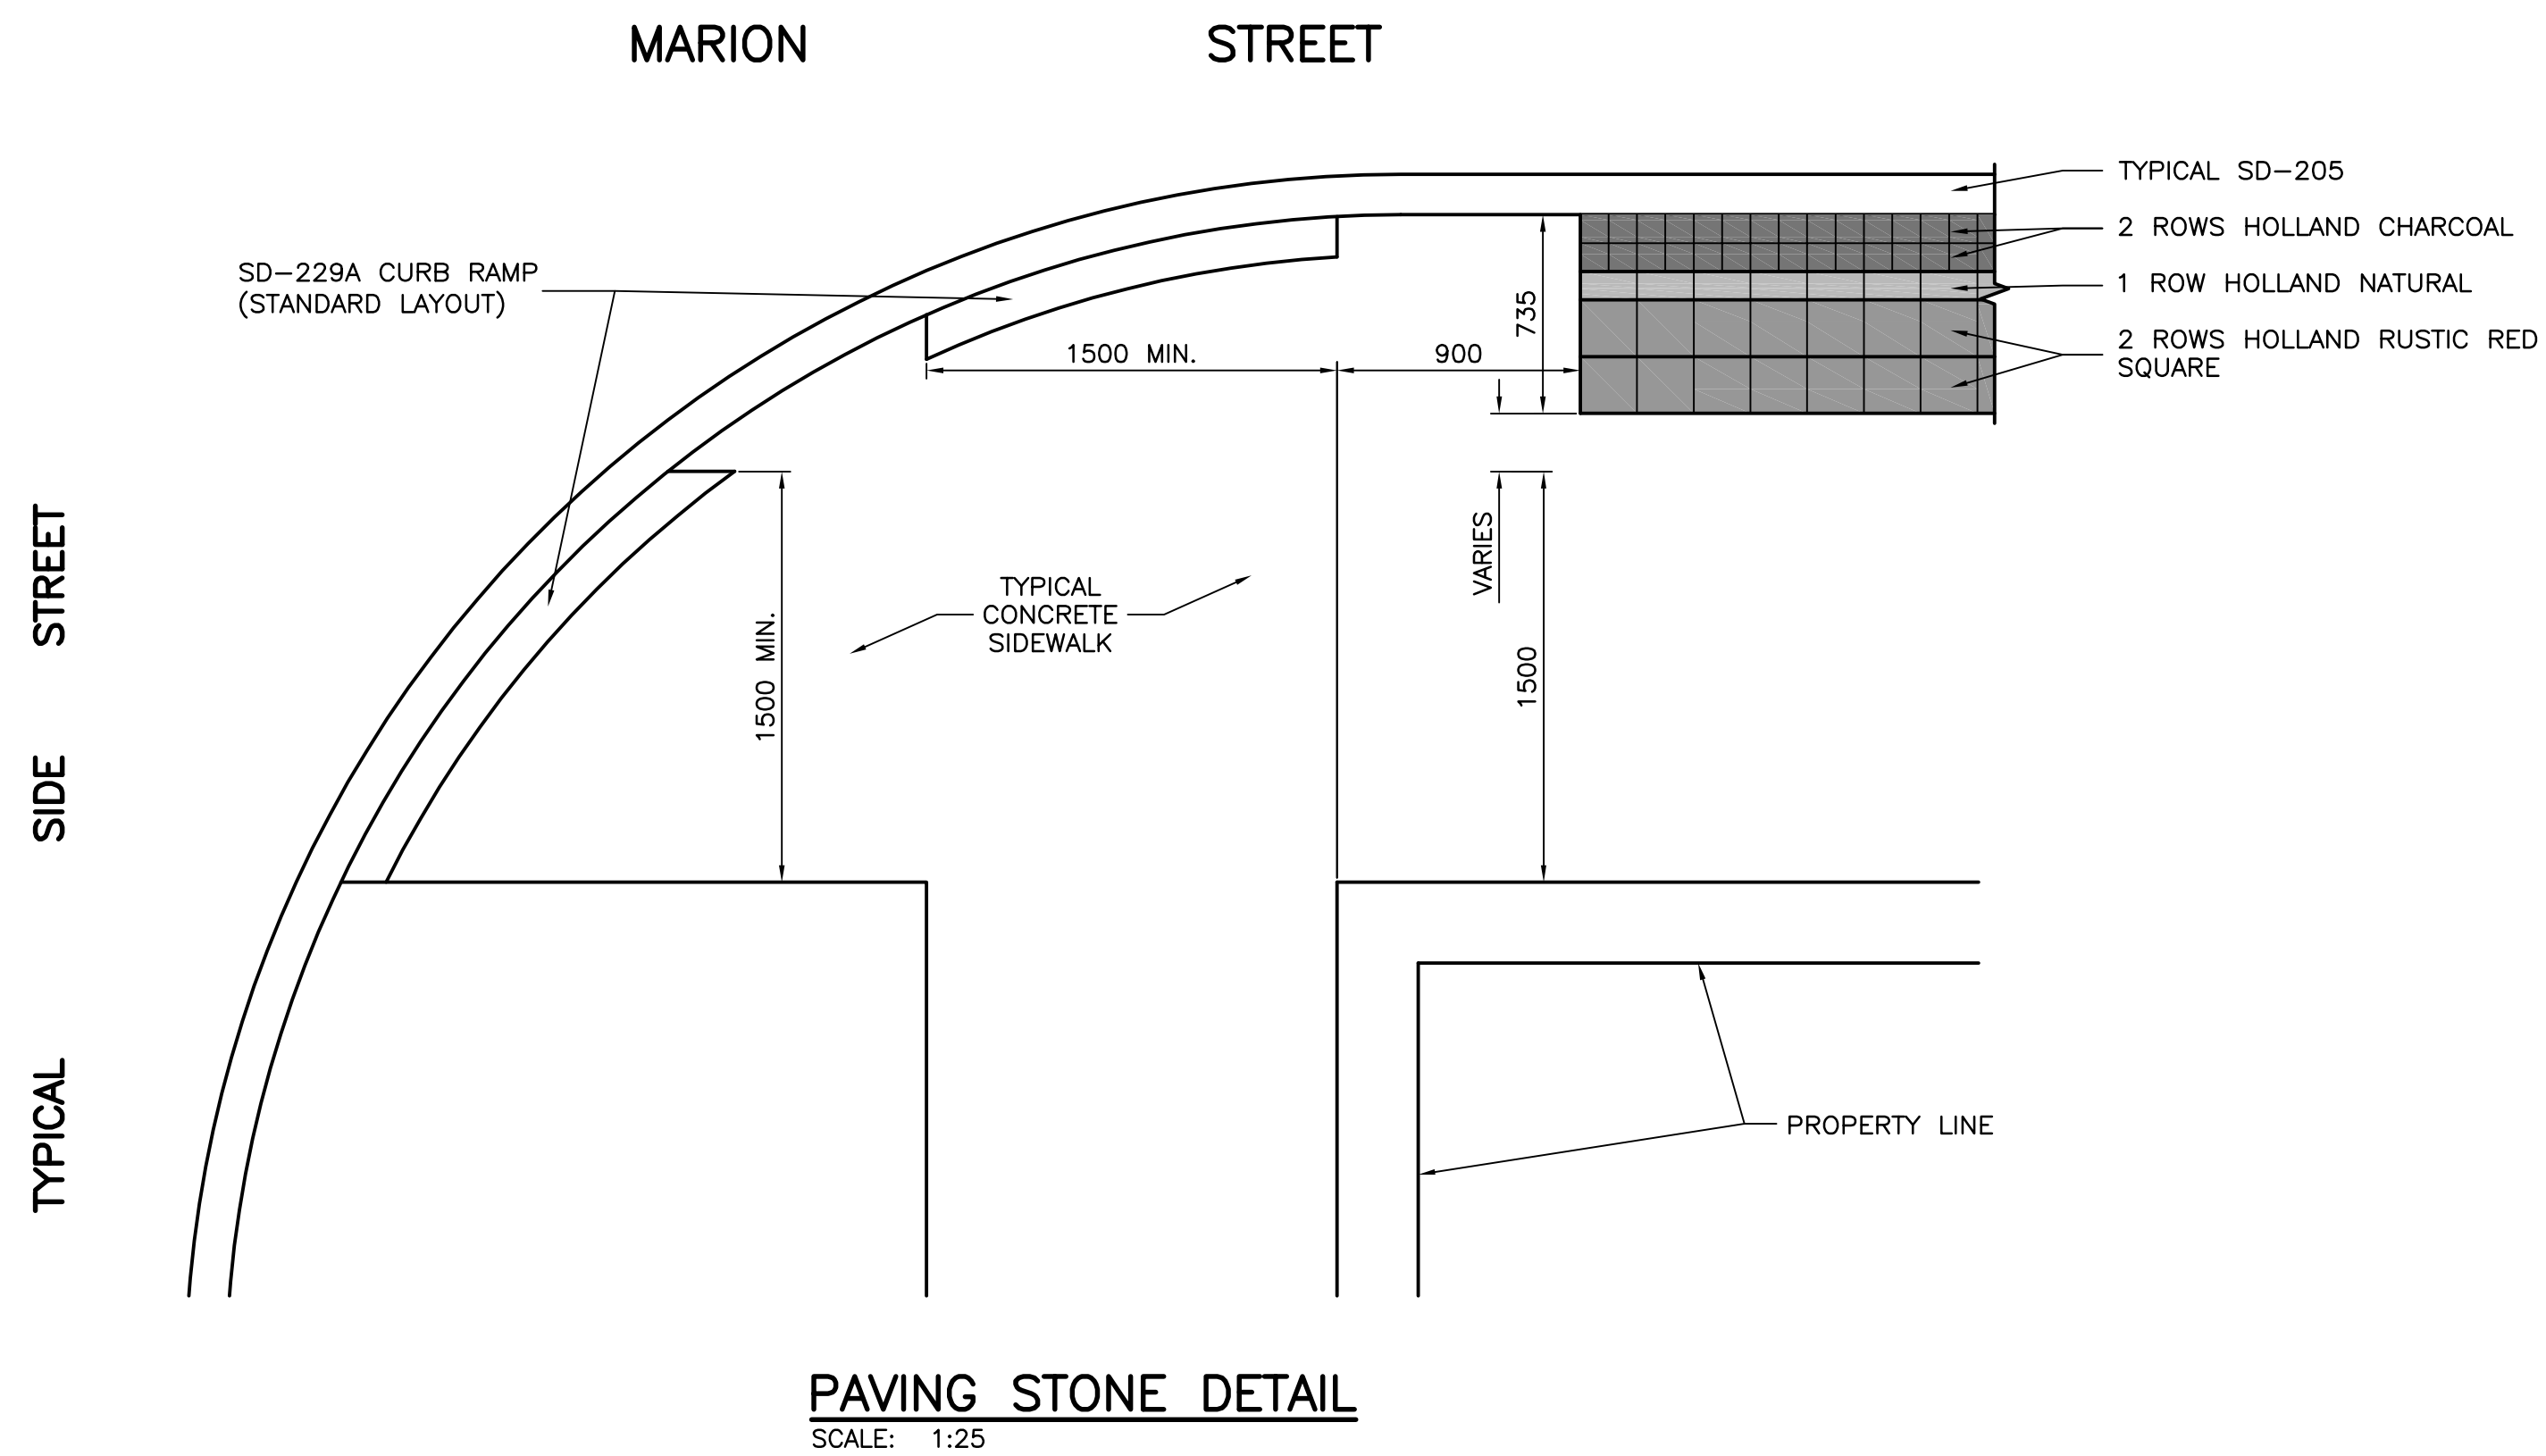 MARION STREET
TYPICAL SD-205
2 ROWS HOLLAND CHARCOAL
1 ROW HOLLAND NATURAL
2 ROWS HOLLAND RUSTIC RED
SQUARE
SD-229A CURB RAMP
(STANDARD LAYOUT)
735
1500 MIN.
900
VARIES
TYPICAL
CONCRETE
SIDEWALK
1500 MIN.
1500
TYPICAL SIDE STREET
PROPERTY LINE
PAVING STONE DETAIL
SCALE: 1:25